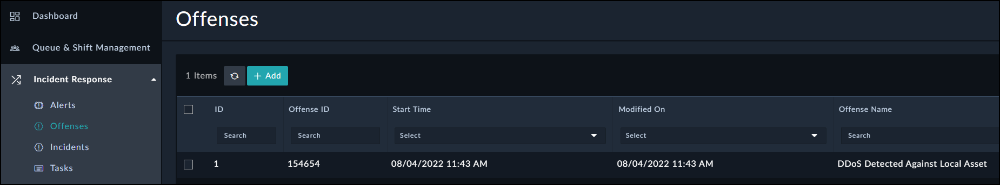 Dashboard
Queue & Shift Management
Incident Response
Alerts
Offenses
Incidents
Tasks
Offenses
1 Items
Add
ID
Offense ID
Start Time
Modified On
Offense Name
Search
Search
Select
Select
Search
1
154654
08/04/2022 11:43 AM
08/04/2022 11:43 AM
DDoS Detected Against Local Asset